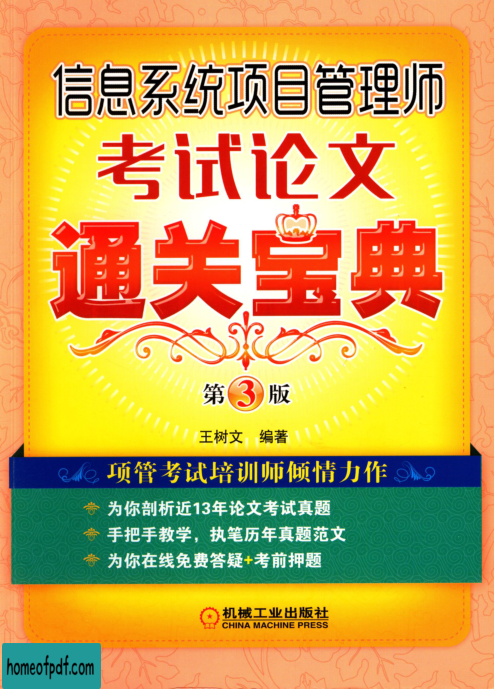 信息系统项目管理师
考试论文
通关宝典
第3版
王树文 编著
项管考试培训师倾情力作
为你剖析近13年论文考试真题
手把手教学，执笔历年真题范文
为你在线免费答疑+考前押题
机械工业出版社
CHINA MACHINE PRESS
homeofpdf.com